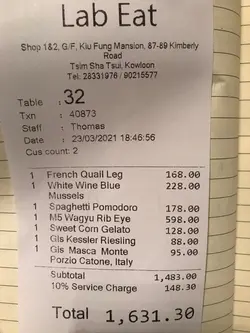 Lab Eat
Shop 1&2, G/F, Kiu Fung Mansion, 87-89 Kimberly
Road
Tsim Sha Tsui, Kowloon
Tel: 28331976 / 90215577
Table : 32
Txn : 40873
Staff : Thomas
Date : 23/03/2021 18:46:56
Cus count: 2
1 French Quail Leg 168.00
1 White Wine Blue 228.00
Mussels
1 Spaghetti Pomodoro 178.00
1 M5 Wagyu Rib Eye 598.00
1 Sweet Corn Gelato 128.00
1 Gls Kessler Riesling 88.00
1 Gls Masca Monte 95.00
Porzio Catone, Italy
Subtotal 1,483.00
10% Service Charge 148.30
Total 1,631.30